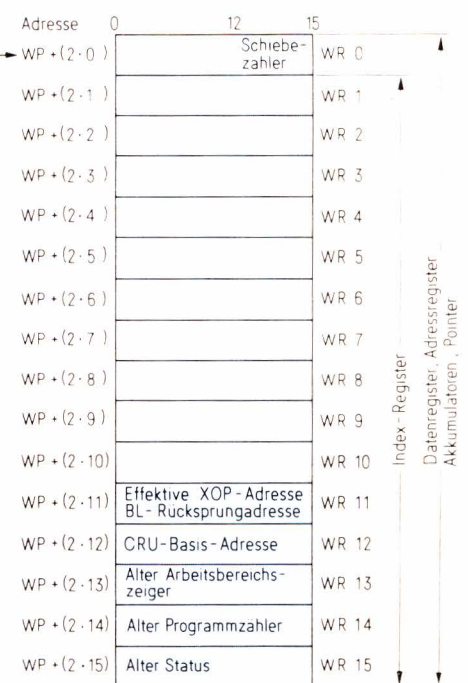 Adresse 0 12 15
WP+(2·0) Schiebe-
zahler WR 0
WP+(2·1) WR 1
WP+(2·2) WR 2
WP+(2·3) WR 3
WP+(2·4) WR 4
WP+(2·5) WR 5
WP+(2·6) WR 6
WP+(2·7) WR 7
WP+(2·8) WR 8
WP+(2·9) WR 9
WP+(2·10) WR 10
WP+(2·11) Effektive XOP-Adresse
BL-Rucksprungadresse WR 11
WP+(2·12) CRU-Basis-Adresse WR 12
WP+(2·13) Alter Arbeitsbereichs-
zeiger WR 13
WP+(2·14) Alter Programmzahler WR 14
WP+(2·15) Alter Status WR 15
Index-Register
Datenregister, Adressregister
Akkumulatoren, Pointer